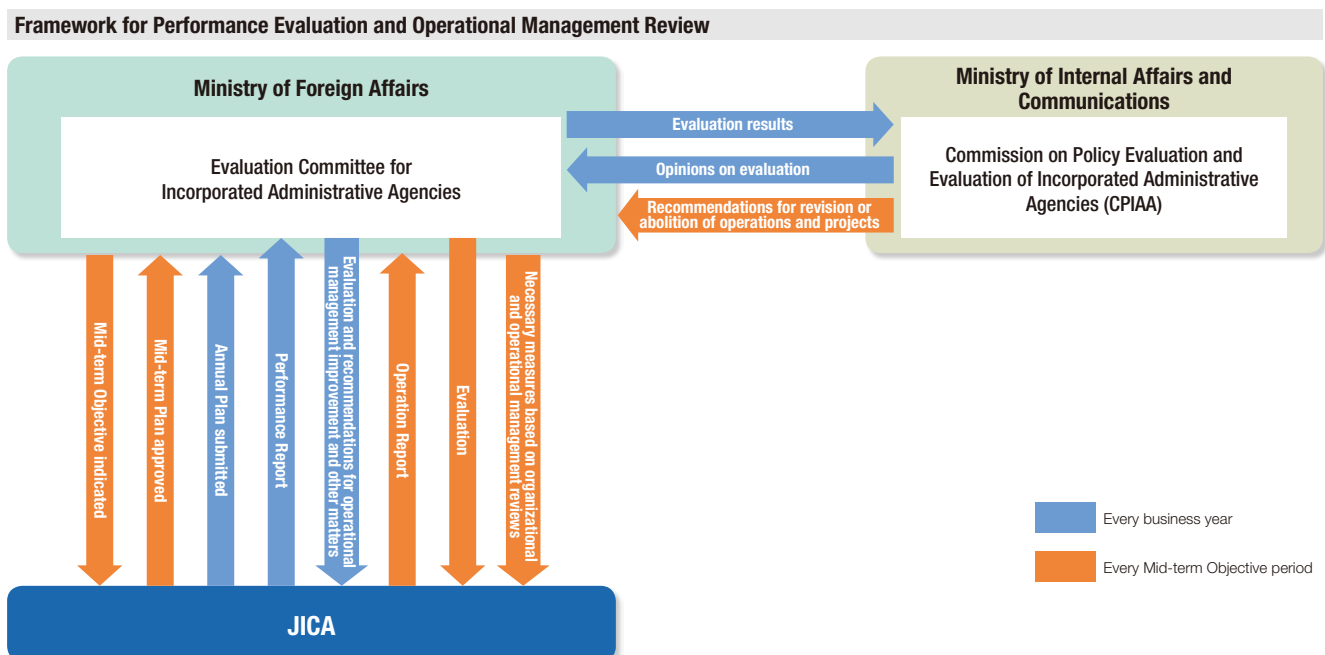 Framework for Performance Evaluation and Operational Management Review
Ministry of Foreign Affairs
Evaluation Committee for
Incorporated Administrative Agencies
Evaluation results
Opinions on evaluation
Recommendations for revision or
abolition of operations and projects
Ministry of Internal Affairs and
Communications
Commission on Policy Evaluation and
Evaluation of Incorporated Administrative
Agencies (CPIAA)
Mid-term Objective indicated
Mid-term Plan approved
Annual Plan submitted
Performance Report
Evaluation and recommendations for operational
management improvement and other matters
Operation Report
Evaluation
Necessary measures based on organizational
and operational management reviews
Every business year
Every Mid-term Objective period
JICA